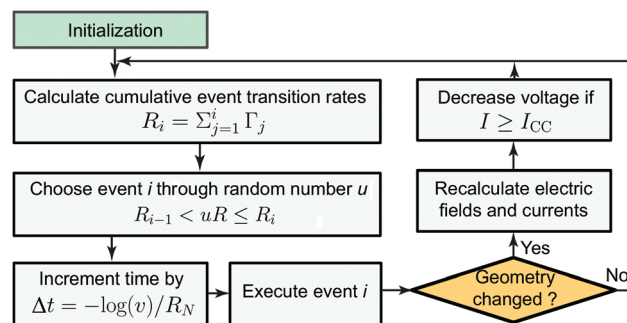 Initialization
Calculate cumulative event transition rates
R_i = Σ_{j=1}^{i} Γ_j
Choose event i through random number u
R_{i−1} < uR ≤ R_i
Increment time by
Δt = −log(v)/R_N
Execute event i
Geometry
changed ?
Yes
No
Recalculate electric
fields and currents
Decrease voltage if
I ≥ I_CC